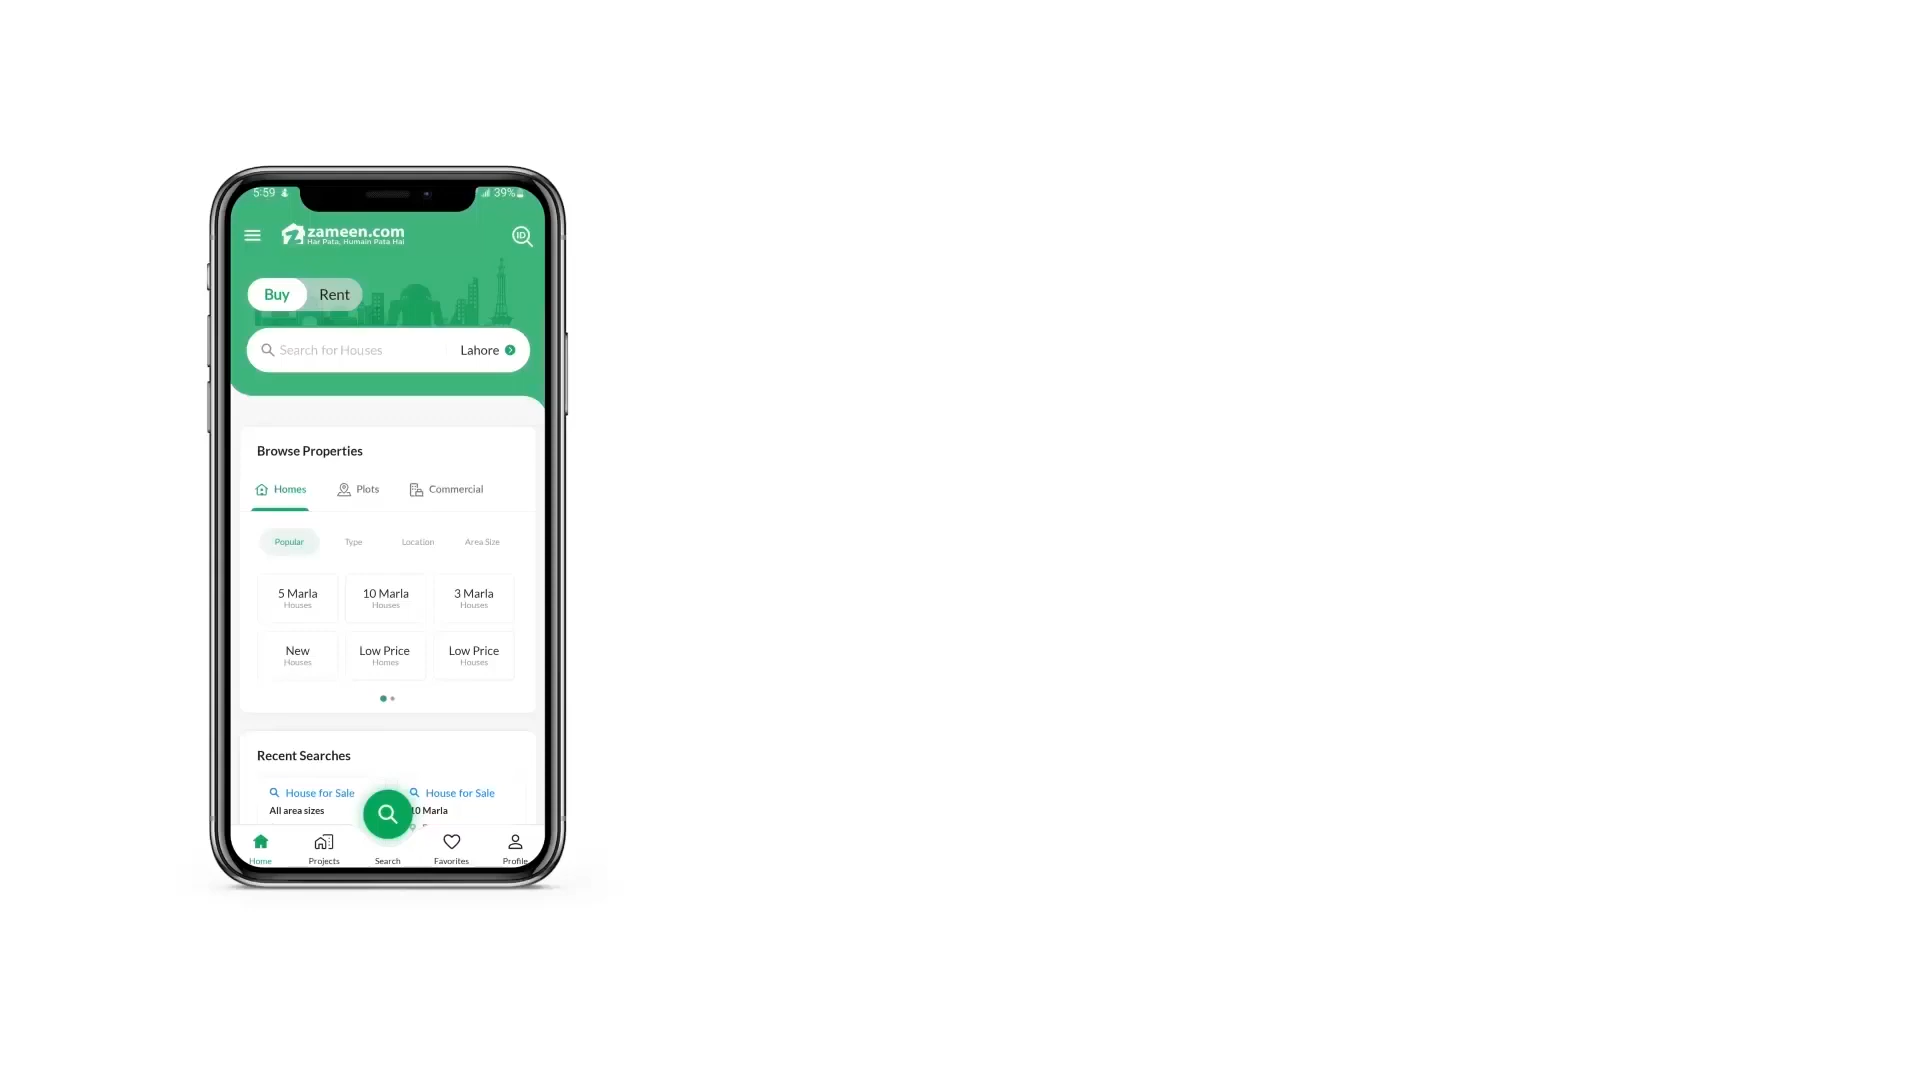 5:59
39%
zameen.com
Har Pata, Humain Pata Hai
ID
Buy Rent
Search for Houses Lahore
Browse Properties
Homes Plots Commercial
Popular Type Location Area Size
5 Marla 10 Marla 3 Marla
Houses Houses Houses
New Low Price Low Price
Houses Homes Houses
Recent Searches
House for Sale House for Sale
All area sizes 10 Marla
Home Projects Search Favorites Profile